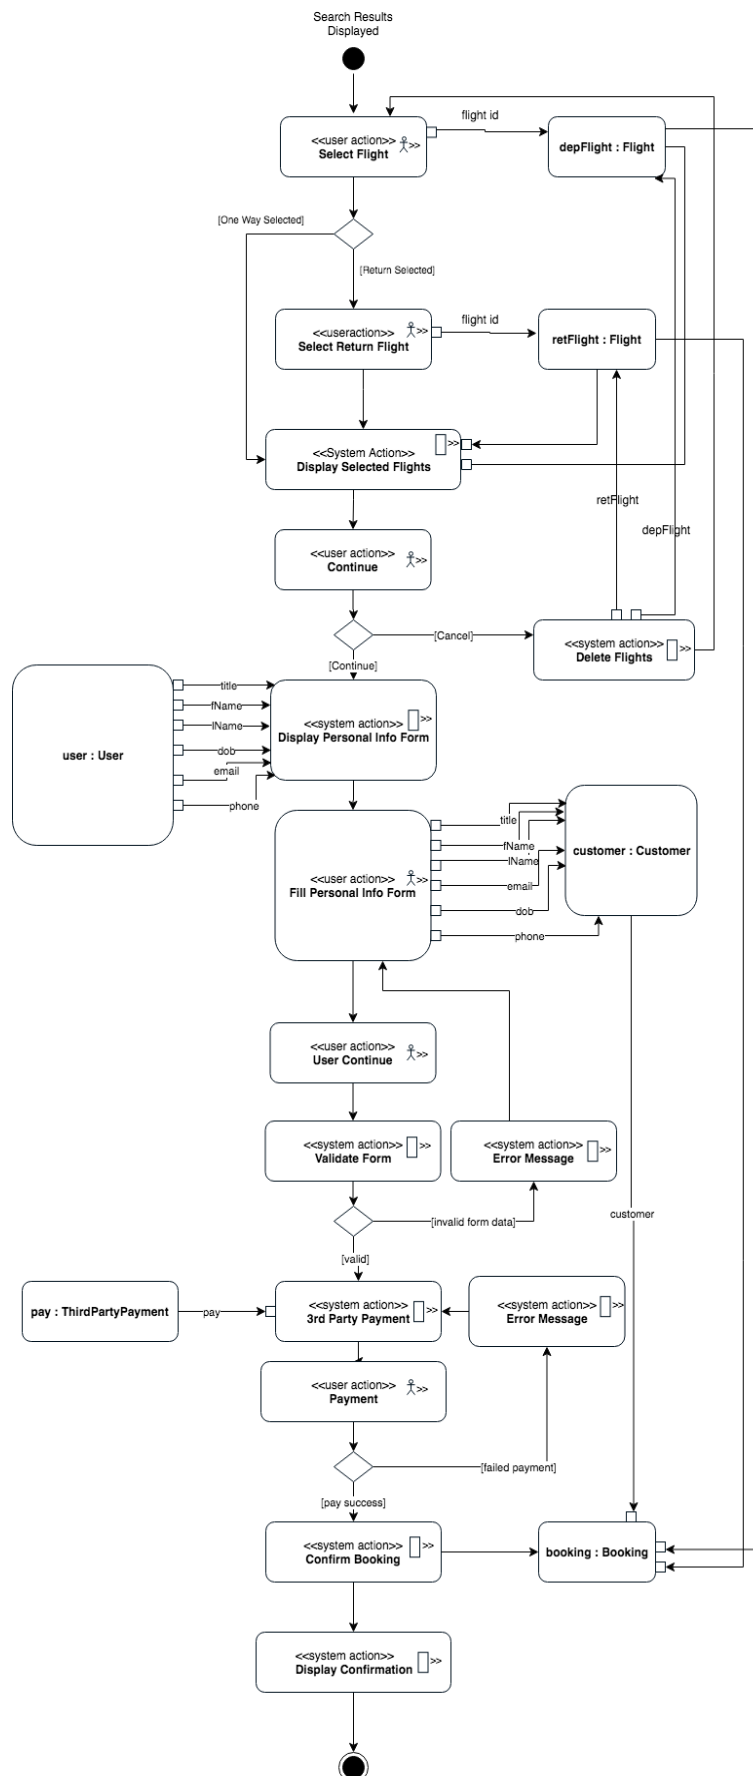 Search Results
Displayed
flight id
<<user action>>
Select Flight
>>
depFlight : Flight
[One Way Selected]
[Return Selected]
flight id
<<useraction>>
Select Return Flight
>>
retFlight : Flight
<<System Action>>
Display Selected Flights
>>
retFlight
depFlight
<<user action>>
Continue
>>
[Cancel]
<<system action>>
Delete Flights
>>
[Continue]
user : User
title
fName
lName
dob
email
phone
<<system action>>
Display Personal Info Form
>>
<<user action>>
Fill Personal Info Form
>>
title
fName
lName
email
dob
phone
customer : Customer
<<user action>>
User Continue
>>
<<system action>>
Validate Form
>>
<<system action>>
Error Message
>>
customer
[invalid form data]
[valid]
pay : ThirdPartyPayment
pay
<<system action>>
3rd Party Payment
>>
<<system action>>
Error Message
>>
<<user action>>
Payment
>>
[failed payment]
[pay success]
<<system action>>
Confirm Booking
>>
booking : Booking
<<system action>>
Display Confirmation
>>